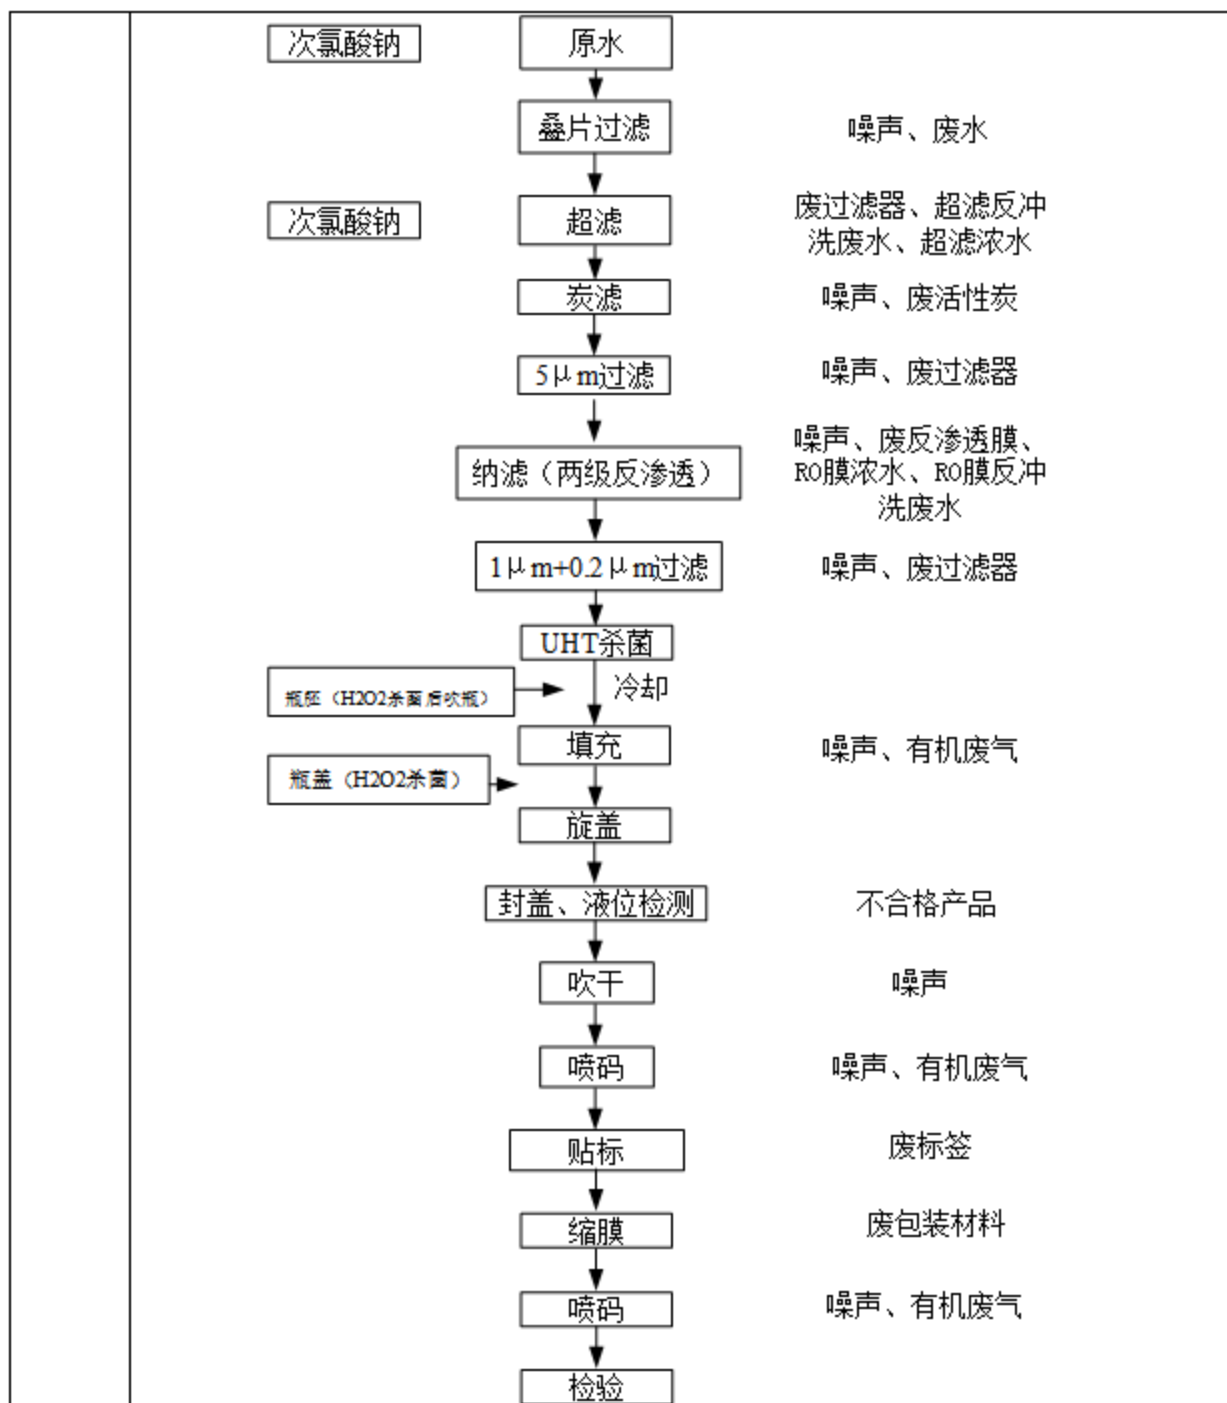 次氯酸钠
原水
叠片过滤
噪声、废水
次氯酸钠
超滤
废过滤器、超滤反冲
洗废水、超滤浓水
炭滤
噪声、废活性炭
5μm过滤
噪声、废过滤器
纳滤（两级反渗透）
噪声、废反渗透膜、
RO膜浓水、RO膜反冲
洗废水
1μm+0.2μm过滤
噪声、废过滤器
UHT杀菌
瓶胚（H2O2杀菌后吹瓶）
冷却
填充
噪声、有机废气
瓶盖（H2O2杀菌）
旋盖
封盖、液位检测
不合格产品
吹干
噪声
喷码
噪声、有机废气
贴标
废标签
缩膜
废包装材料
喷码
噪声、有机废气
检验